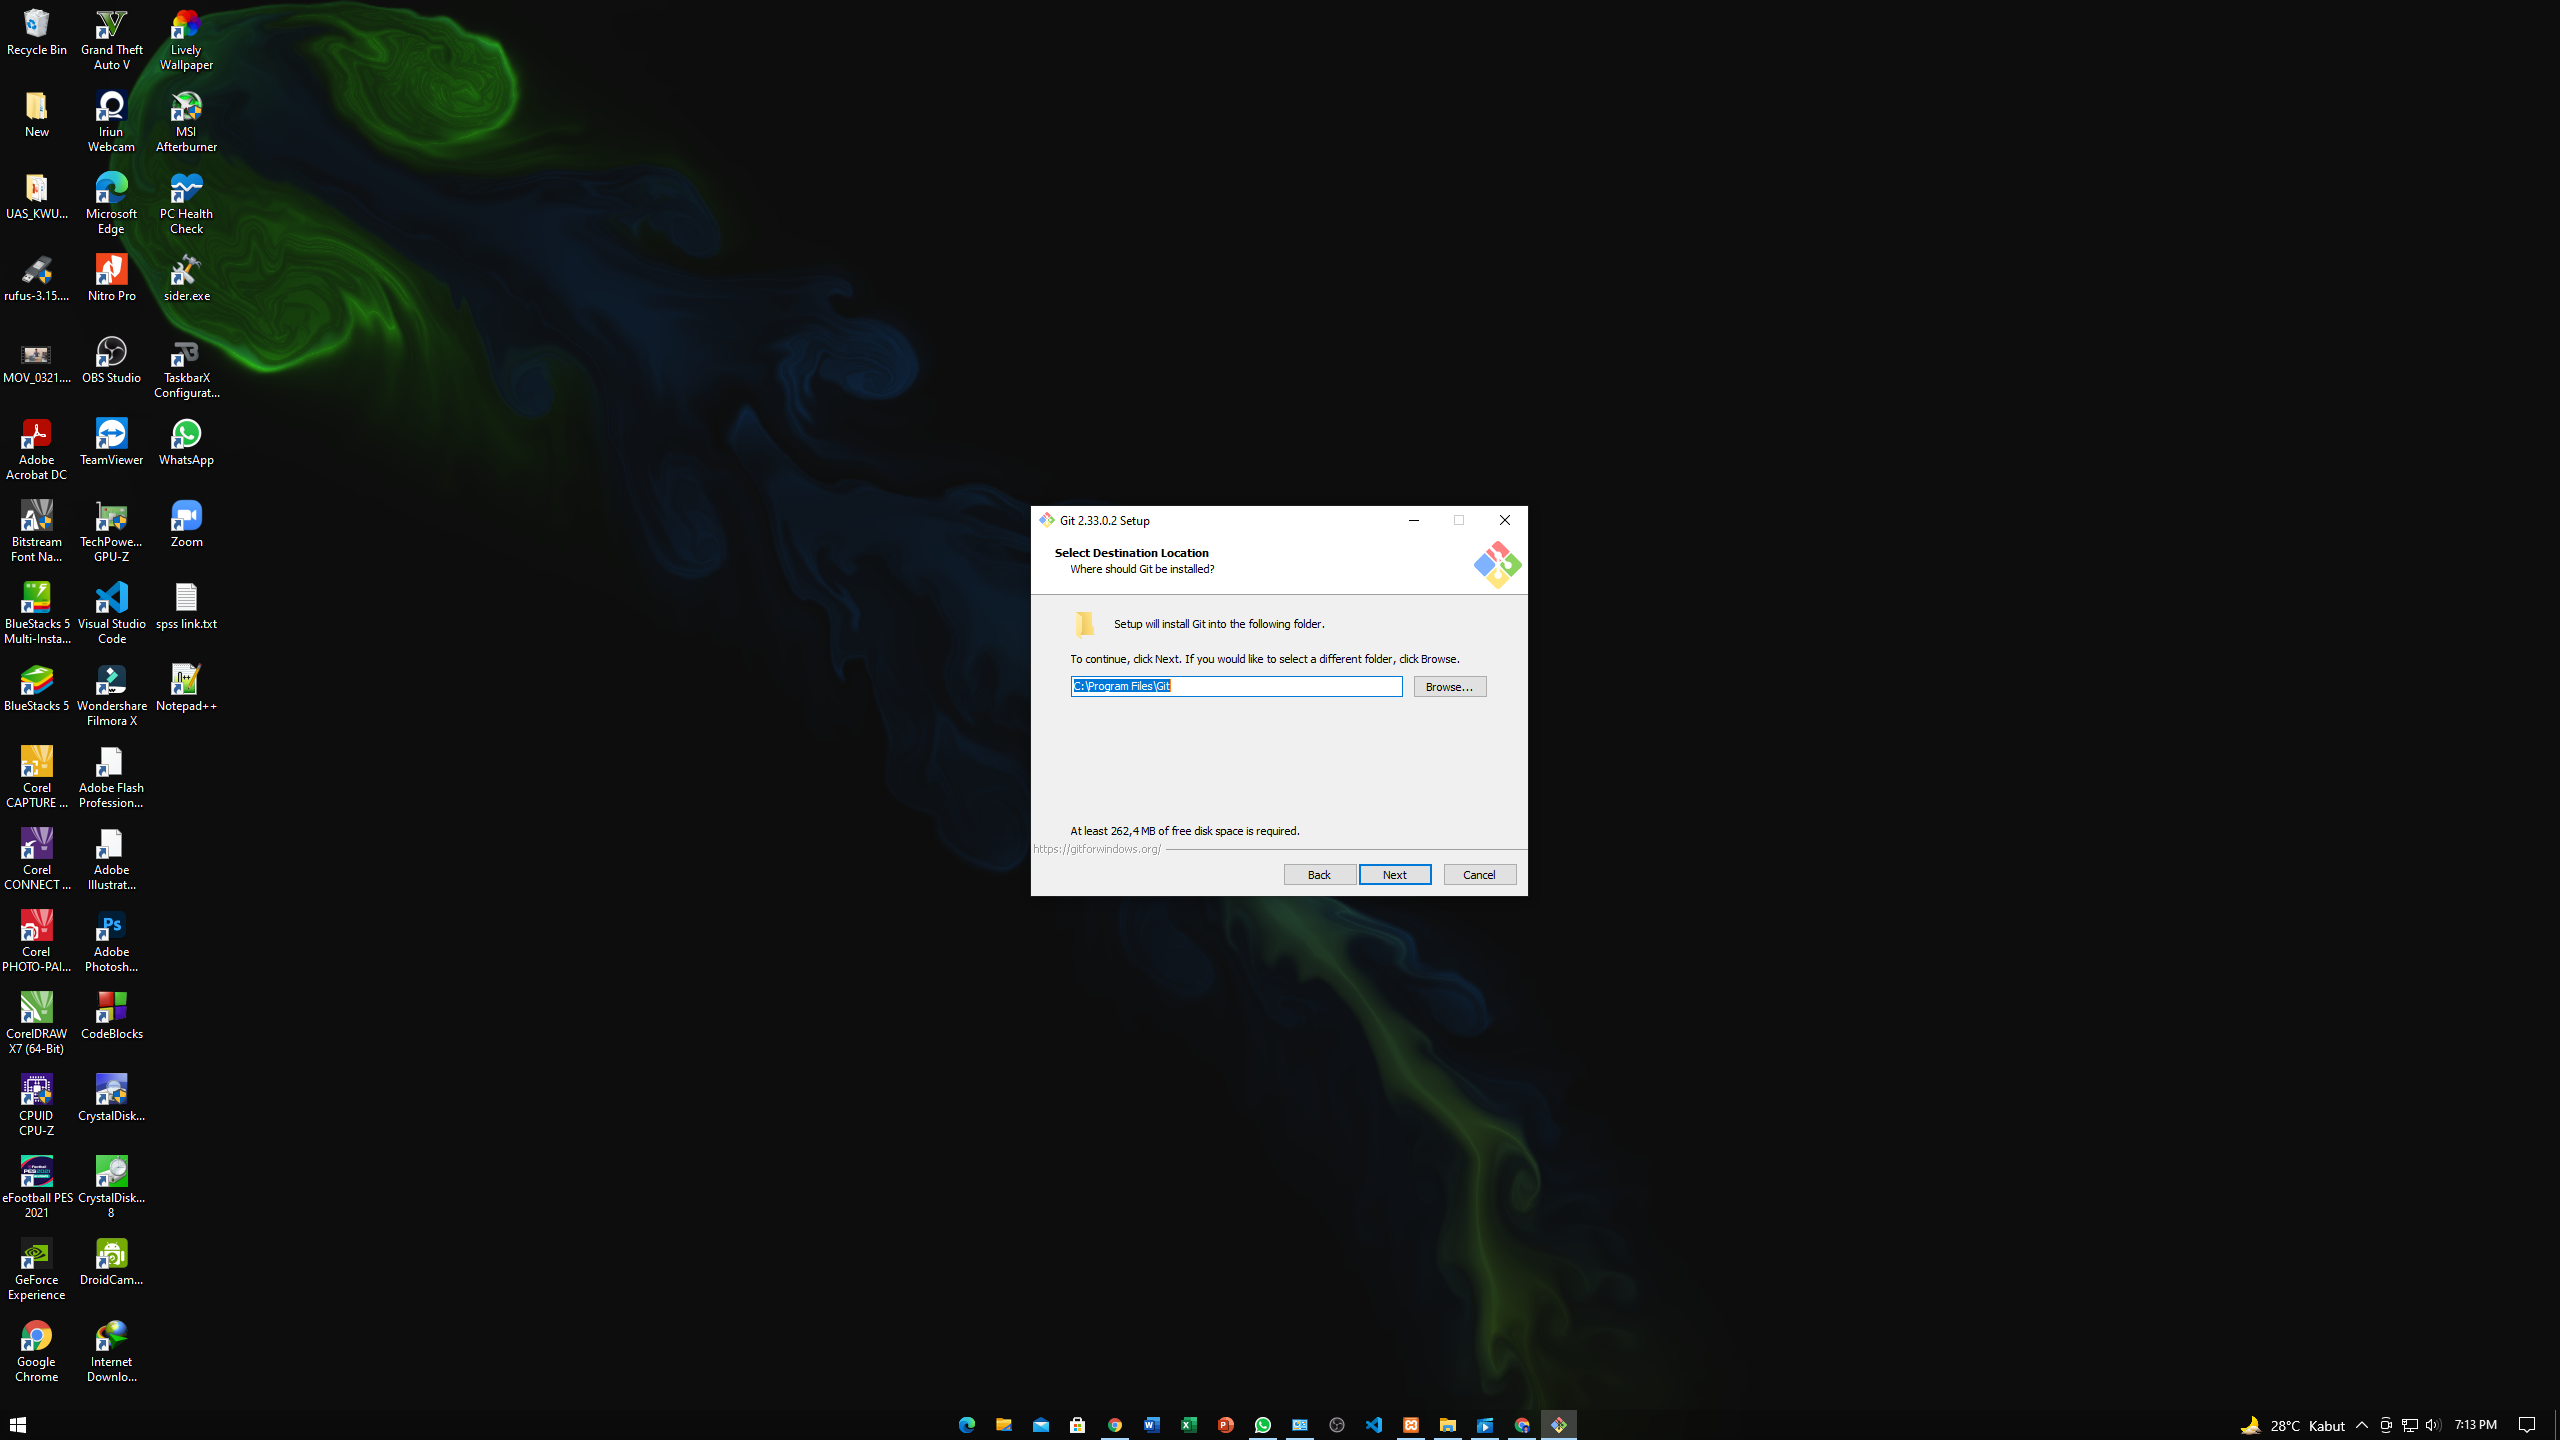 Recycle Bin
Grand Theft
Auto V
Lively
Wallpaper
New
Iriun
Webcam
MSI
Afterburner
UAS_KWU...
Microsoft
Edge
PC Health
Check
rufus-3.15....
Nitro Pro
sider.exe
MOV_0321....
OBS Studio
TaskbarX
Configurat...
Adobe
Acrobat DC
TeamViewer
WhatsApp
Bitstream
Font Na...
TechPowe...
GPU-Z
Zoom
BlueStacks 5
Multi-Insta...
Visual Studio
Code
spss link.txt
BlueStacks 5
Wondershare
Filmora X
Notepad++
Corel
CAPTURE ...
Adobe Flash
Profession...
Corel
CONNECT ...
Adobe
Illustrat...
Corel
PHOTO-PAI...
Adobe
Photosh...
CorelDRAW
X7 (64-Bit)
CodeBlocks
CPUID
CPU-Z
CrystalDisk...
eFootball PES
2021
CrystalDisk...
8
GeForce
Experience
DroidCam...
Google
Chrome
Internet
Downlo...
Git 2.33.0.2 Setup
Select Destination Location
Where should Git be installed?
Setup will install Git into the following folder.
To continue, click Next. If you would like to select a different folder, click Browse.
C:\Program Files\Git
Browse...
At least 262,4 MB of free disk space is required.
https://gitforwindows.org/
Back
Next
Cancel
28°C Kabut
7:13 PM